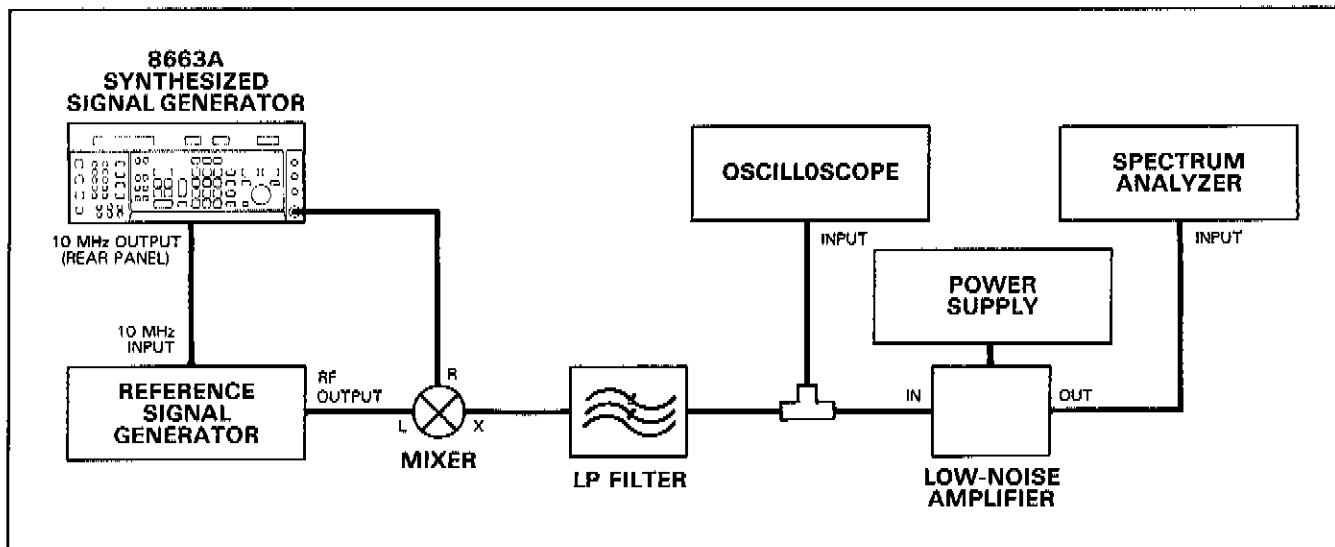 8663A
SYNTHESIZED
SIGNAL GENERATOR
10 MHz OUTPUT
(REAR PANEL)
10 MHz
INPUT
REFERENCE
SIGNAL
GENERATOR
RF
OUTPUT
L
R
X
MIXER
LP FILTER
OSCILLOSCOPE
INPUT
SPECTRUM
ANALYZER
INPUT
POWER
SUPPLY
IN
OUT
LOW-NOISE
AMPLIFIER